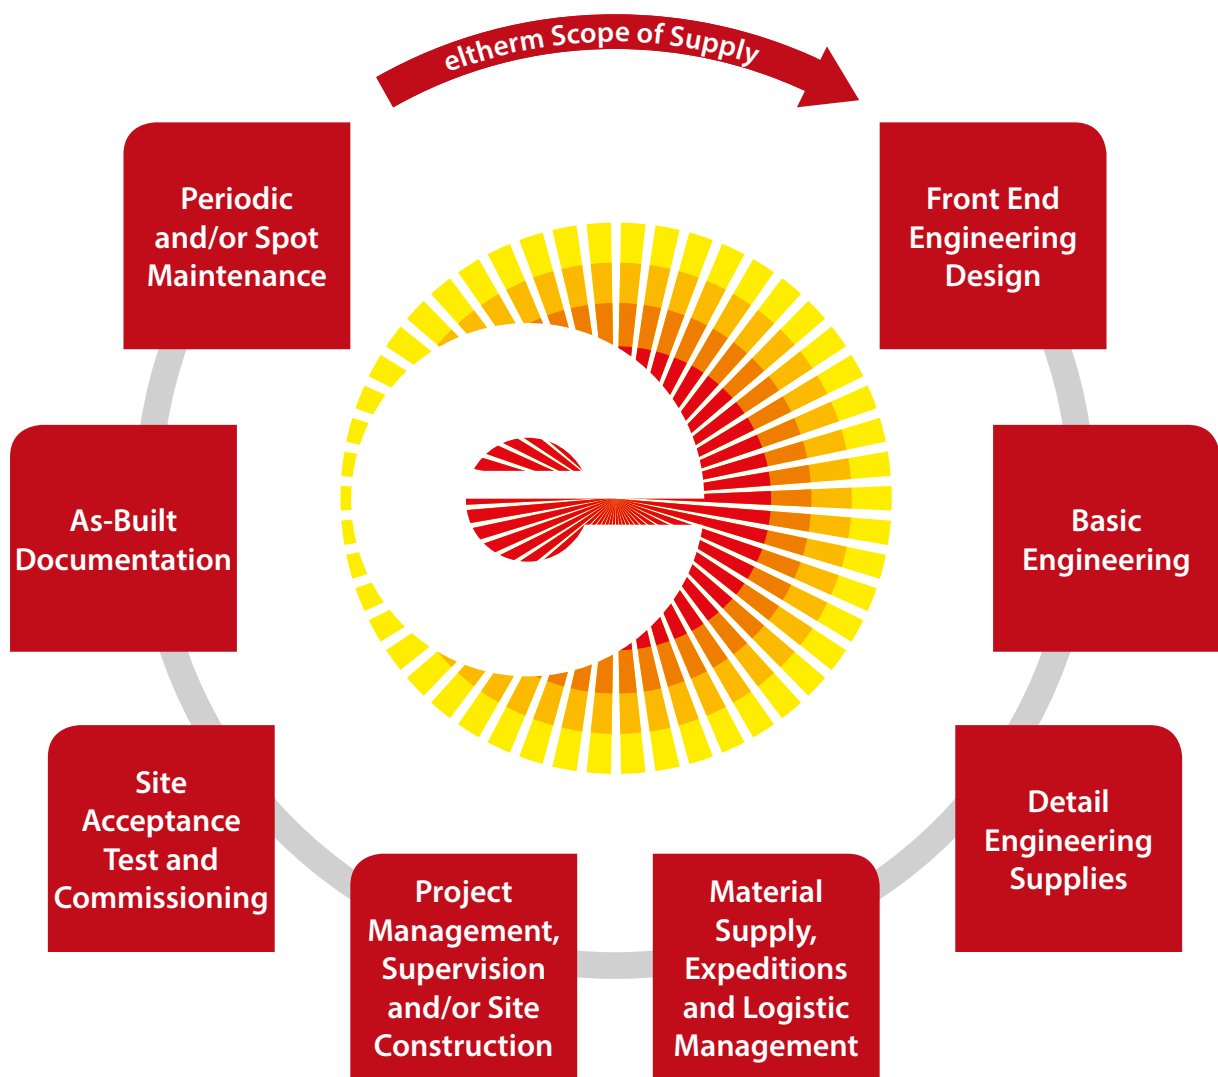 eltherm Scope of Supply
Front End
Engineering
Design
Basic
Engineering
Detail
Engineering
Supplies
Material
Supply,
Expeditions
and Logistic
Management
Project
Management,
Supervision
and/or Site
Construction
Site
Acceptance
Test and
Commissioning
As-Built
Documentation
Periodic
and/or Spot
Maintenance